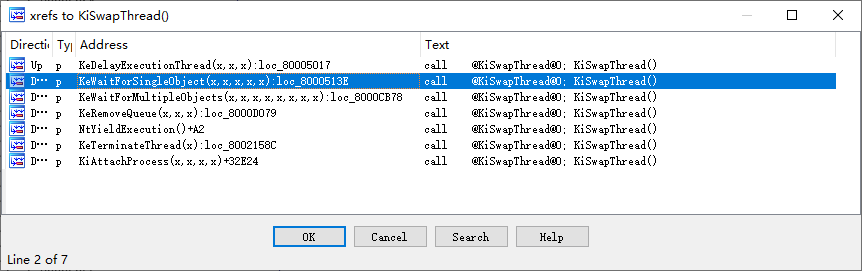 xrefs to KiSwapThread()
Directi Ty Address Text
Up p KeDelayExecutionThread(x,x,x):loc_80005017 call @KiSwapThread@0; KiSwapThread()
D… p KeWaitForSingleObject(x,x,x,x,x):loc_8000513E call @KiSwapThread@0; KiSwapThread()
D… p KeWaitForMultipleObjects(x,x,x,x,x,x,x,x):loc_8000CB78 call @KiSwapThread@0; KiSwapThread()
D… p KeRemoveQueue(x,x,x):loc_8000D079 call @KiSwapThread@0; KiSwapThread()
D… p NtYieldExecution()+A2 call @KiSwapThread@0; KiSwapThread()
D… p KeTerminateThread(x):loc_8002158C call @KiSwapThread@0; KiSwapThread()
D… p KiAttachProcess(x,x,x,x)+32E24 call @KiSwapThread@0; KiSwapThread()
OK Cancel Search Help
Line 2 of 7